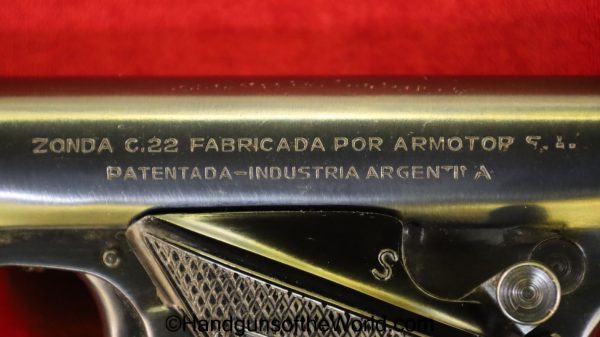 ZONDA C.22 FABRICADA POR ARMOTOR S.L.
PATENTADA-INDUSTRIA ARGENTINA
S
©HandgunsoftheWorld.com